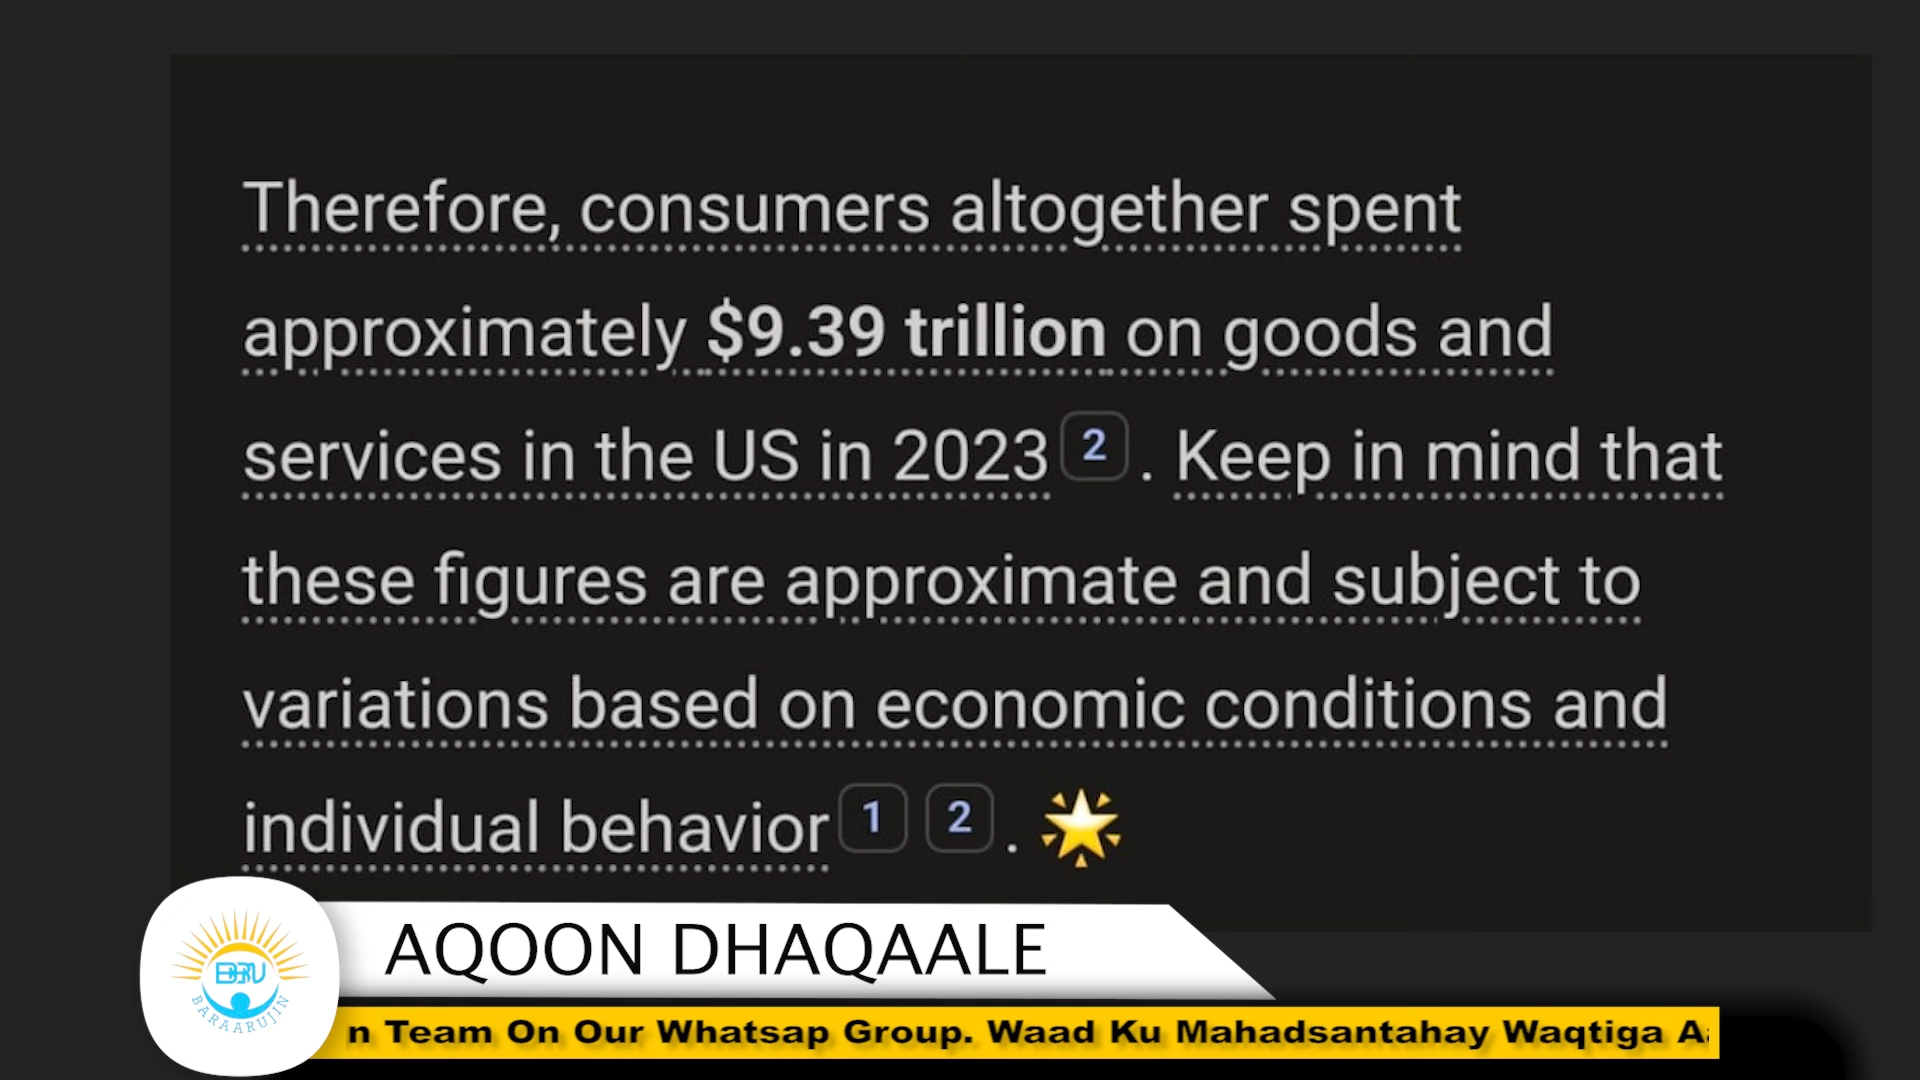 Therefore, consumers altogether spent
approximately $9.39 trillion on goods and
services in the US in 2023 2 . Keep in mind that
these figures are approximate and subject to
variations based on economic conditions and
individual behavior 1 2 .
AQOON DHAQAALE
BARAARUJIN
n Team On Our Whatsap Group. Waad Ku Mahadsantahay Waqtiga